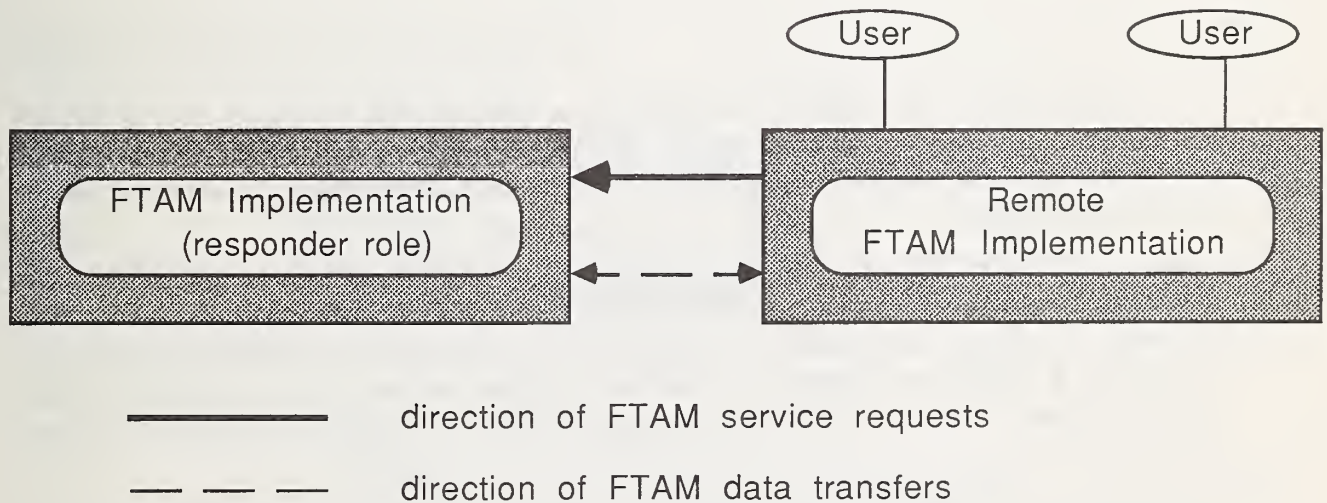 User
User
FTAM Implementation
(responder role)
Remote
FTAM Implementation
direction of FTAM service requests
direction of FTAM data transfers